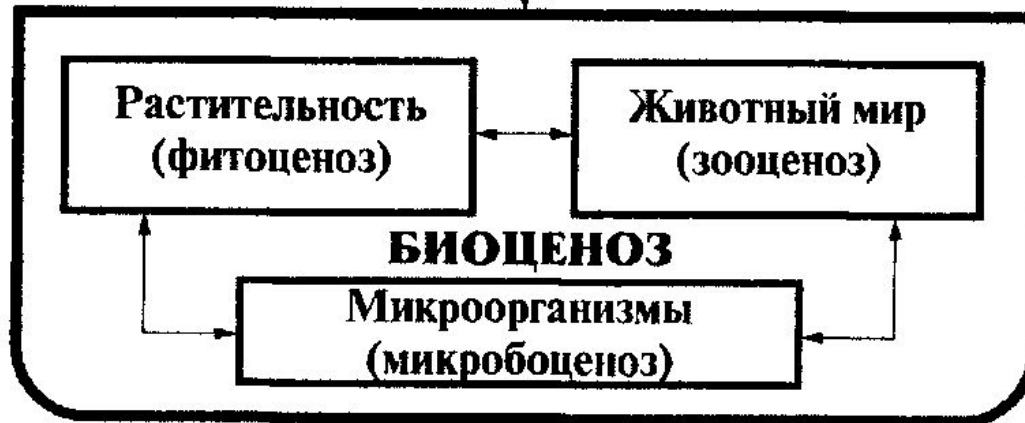 Растительность
(фитоценоз)
Животный мир
(зооценоз)
БИОЦЕНОЗ
Микроорганизмы
(микробоценоз)